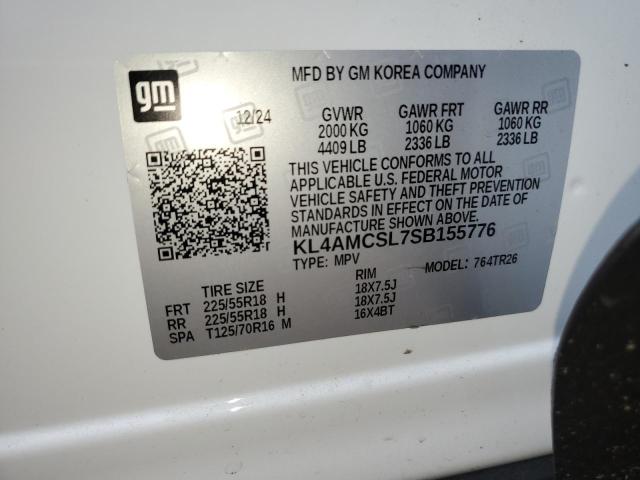 gm
MFD BY GM KOREA COMPANY
12/24
GVWR GAWR FRT GAWR RR
2000 KG 1060 KG 1060 KG
4409 LB 2336 LB 2336 LB
THIS VEHICLE CONFORMS TO ALL
APPLICABLE U.S. FEDERAL MOTOR
VEHICLE SAFETY AND THEFT PREVENTION
STANDARDS IN EFFECT ON THE DATE OF
MANUFACTURE SHOWN ABOVE.
KL4AMCSL7SB155776
TYPE: MPV MODEL: 764TR26
TIRE SIZE RIM
FRT 225/55R18 H 18X7.5J
RR 225/55R18 H 18X7.5J
SPA T125/70R16 M 16X4BT